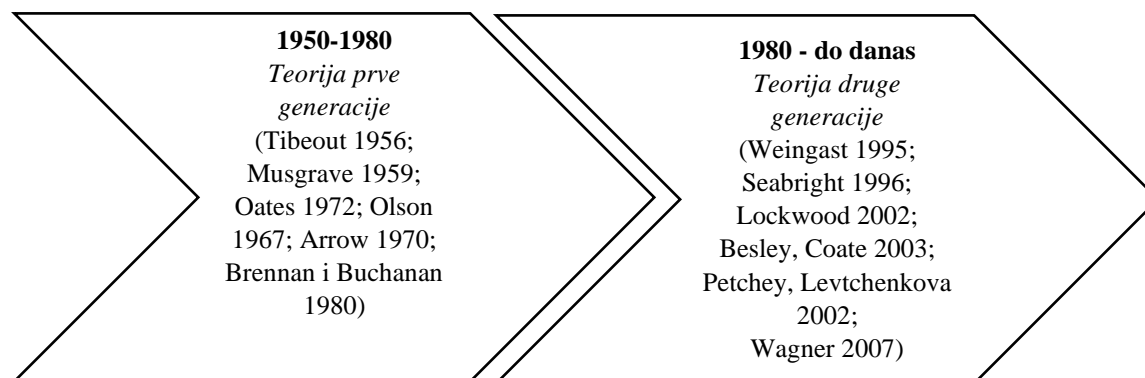 1950-1980
Teorija prve
generacije
(Tibeout 1956;
Musgrave 1959;
Oates 1972; Olson
1967; Arrow 1970;
Brennan i Buchanan
1980)
1980 - do danas
Teorija druge
generacije
(Weingast 1995;
Seabright 1996;
Lockwood 2002;
Besley, Coate 2003;
Petchey, Levtchenkova
2002;
Wagner 2007)